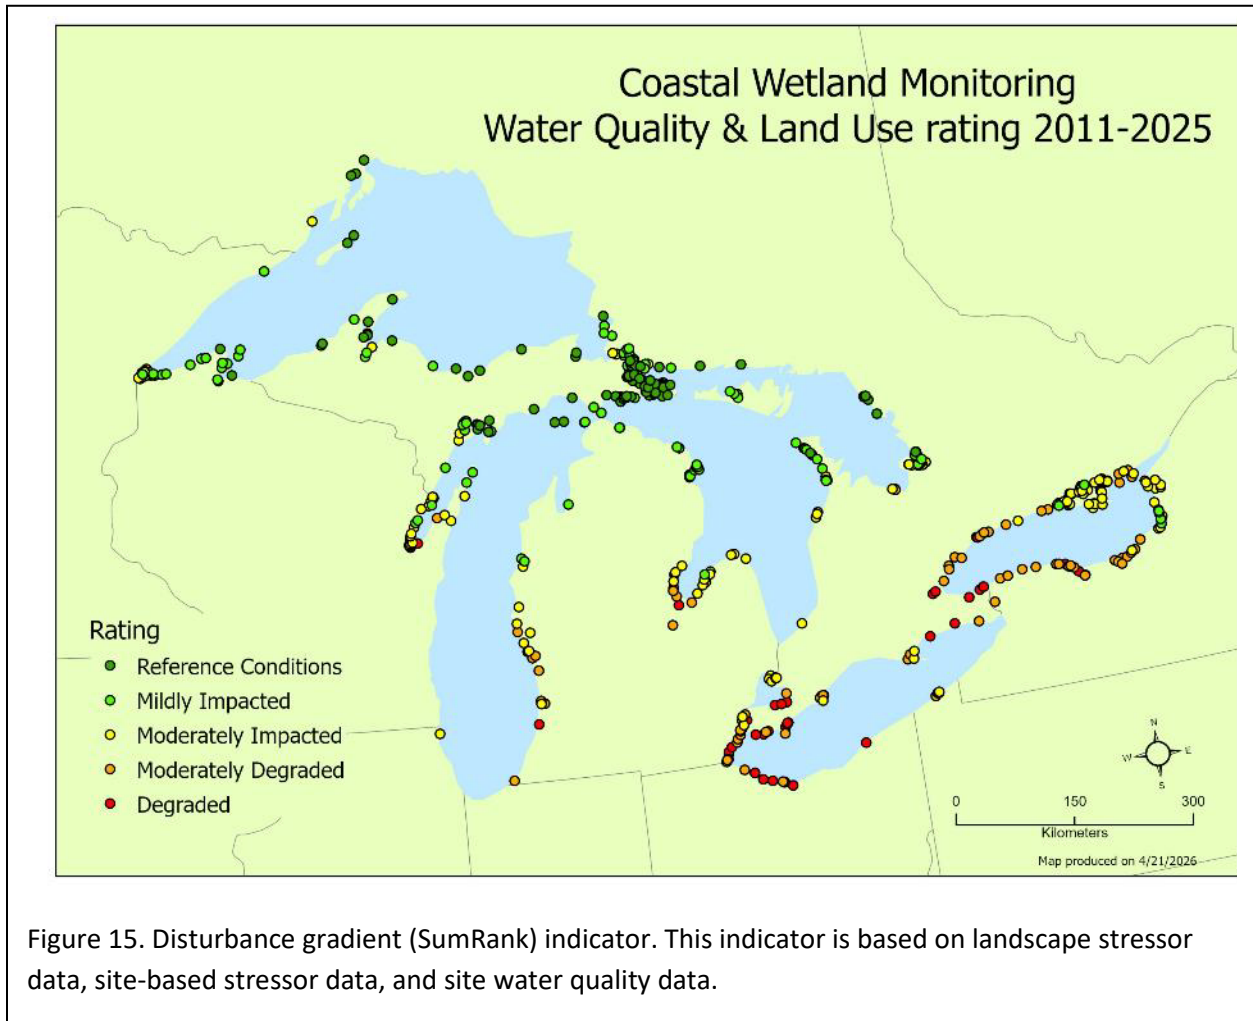 Coastal Wetland Monitoring
Water Quality & Land Use rating 2011-2025
Rating
Reference Conditions
Mildly Impacted
Moderately Impacted
Moderately Degraded
Degraded
N
W E
S
0 150 300
Kilometers
Map produced on 4/21/2026
Figure 15. Disturbance gradient (SumRank) indicator. This indicator is based on landscape stressor
data, site-based stressor data, and site water quality data.